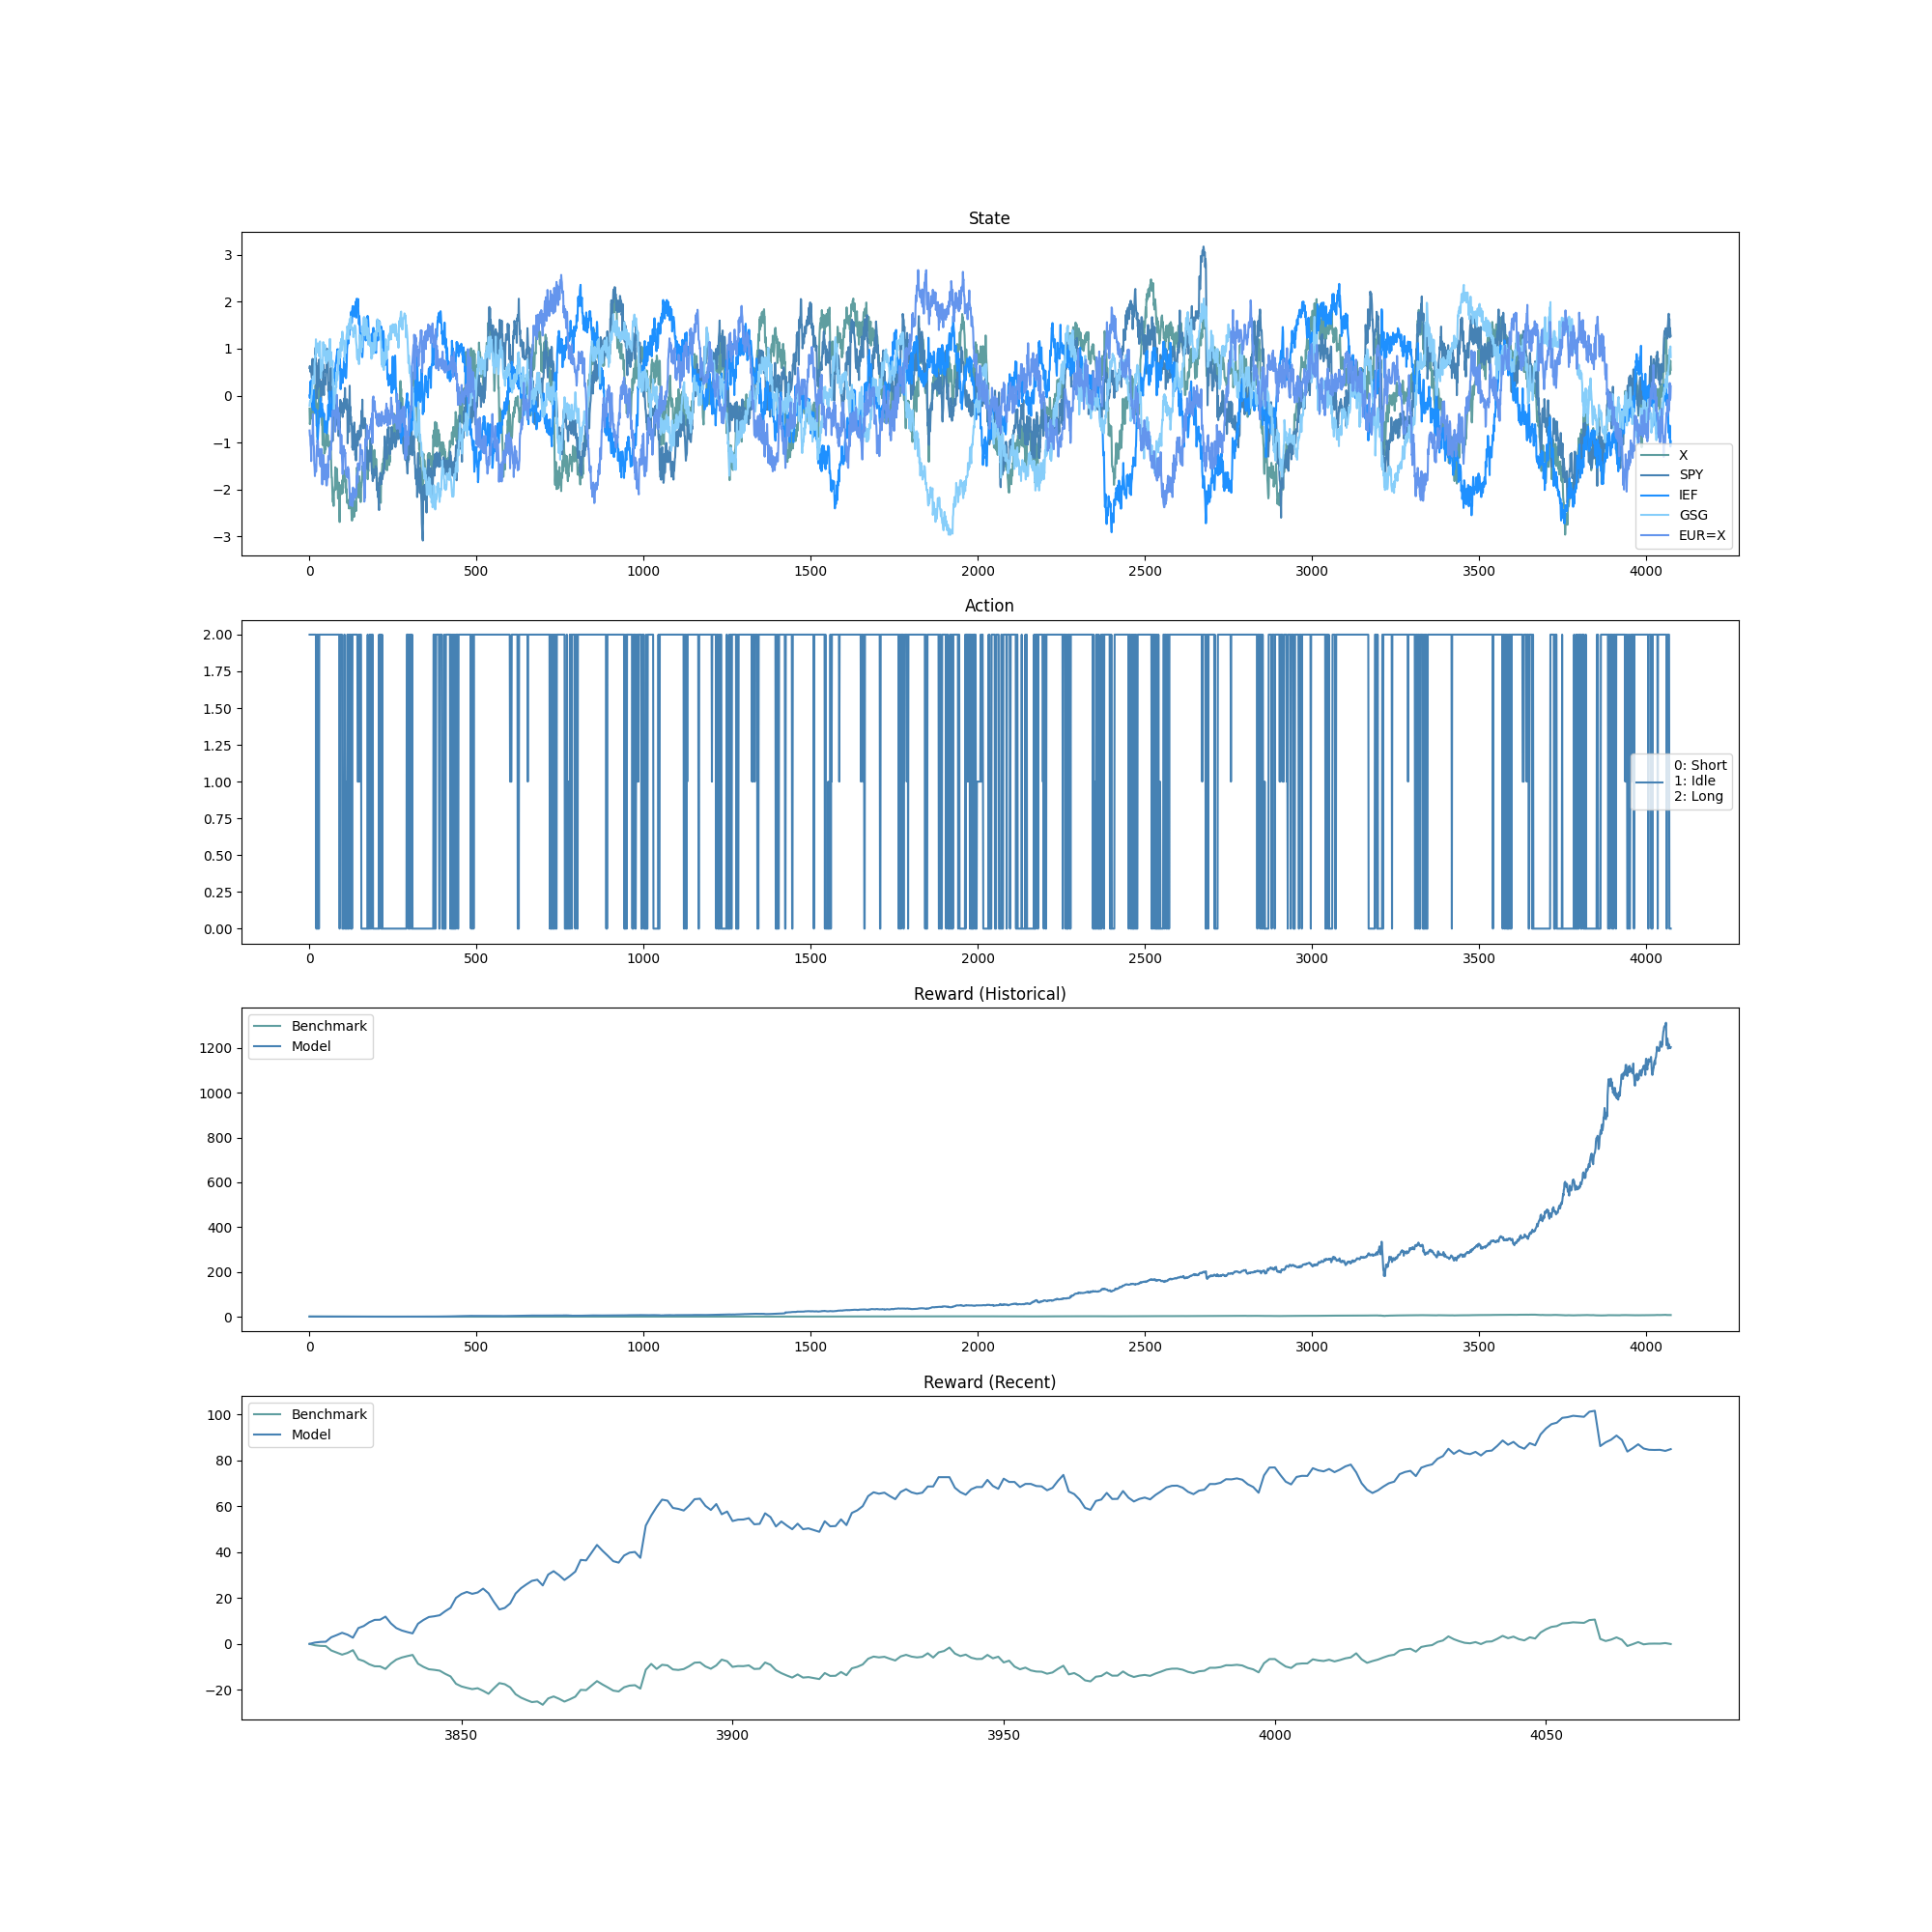 State
3
2
1
0
−1
−2
−3
X
SPY
IEF
GSG
EUR=X
0 500 1000 1500 2000 2500 3000 3500 4000
Action
2.00
1.75
1.50
1.25
1.00
0.75
0.50
0.25
0.00
0: Short
1: Idle
2: Long
0 500 1000 1500 2000 2500 3000 3500 4000
Reward (Historical)
Benchmark
Model
1200
1000
800
600
400
200
0
0 500 1000 1500 2000 2500 3000 3500 4000
Reward (Recent)
Benchmark
Model
100
80
60
40
20
0
−20
3850 3900 3950 4000 4050